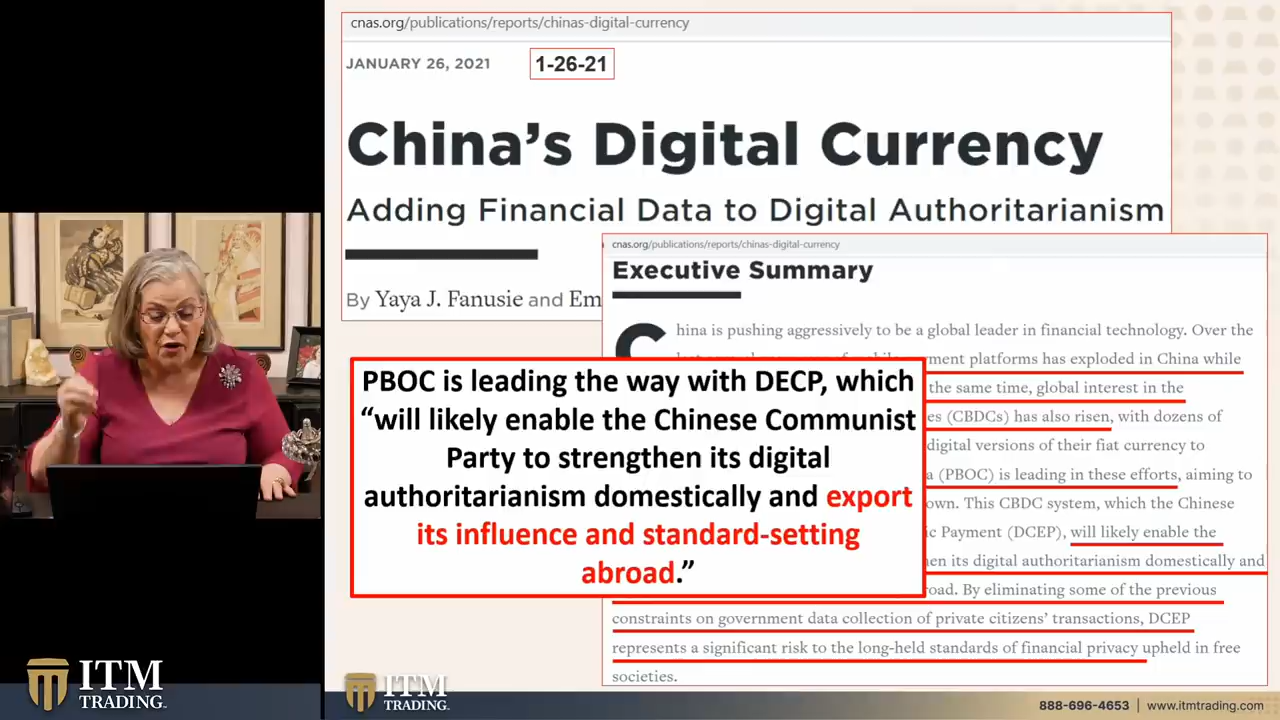 cnas.org/publications/reports/chinas-digital-currency
JANUARY 26, 2021
1-26-21
China's Digital Currency
Adding Financial Data to Digital Authoritarianism
By Yaya J. Fanusie and Em
cnas.org/publications/reports/chinas-digital-currency
Executive Summary
China is pushing aggressively to be a global leader in financial technology. Over the
ment platforms has exploded in China while
the same time, global interest in the
es (CBDCs) has also risen, with dozens of
digital versions of their fiat currency to
a (PBOC) is leading in these efforts, aiming to
own. This CBDC system, which the Chinese
ic Payment (DCEP), will likely enable the
en its digital authoritarianism domestically and
road. By eliminating some of the previous
constraints on government data collection of private citizens' transactions, DCEP
represents a significant risk to the long-held standards of financial privacy upheld in free
societies.
PBOC is leading the way with DECP, which
“will likely enable the Chinese Communist
Party to strengthen its digital
authoritarianism domestically and export
its influence and standard-setting
abroad.”
ITM
TRADING
ITM
TRADING
888-696-4653 | www.itmtrading.com